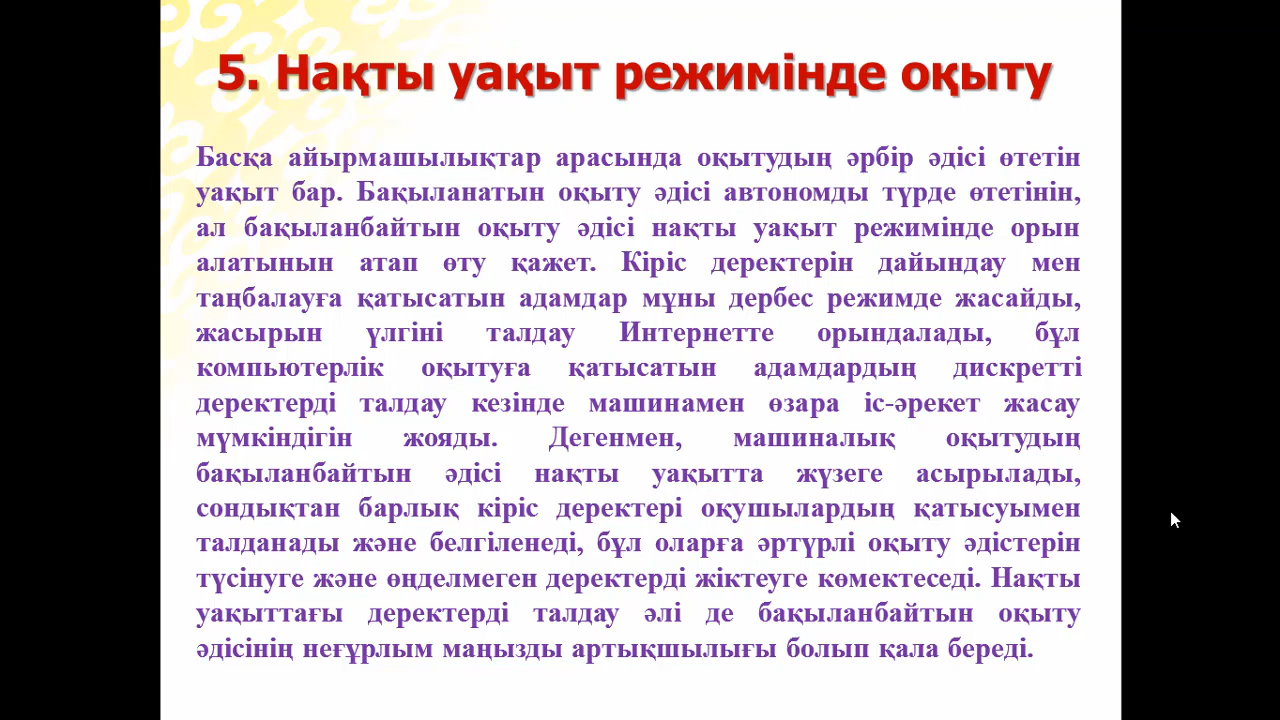 5. Нақты уақыт режимінде оқыту
Басқа айырмашылықтар арасында оқытудың әрбір әдісі өтетін
уақыт бар. Бақыланатын оқыту әдісі автономды түрде өтетінін,
ал бақыланбайтын оқыту әдісі нақты уақыт режимінде орын
алатынын атап өту қажет. Кіріс деректерін дайындау мен
таңбалауға қатысатын адамдар мұны дербес режимде жасайды,
жасырын үлгіні талдау Интернетте орындалады, бұл
компьютерлік оқытуға қатысатын адамдардың дискретті
деректерді талдау кезінде машинамен өзара іс-әрекет жасау
мүмкіндігін жояды. Дегенмен, машиналық оқытудың
бақыланбайтын әдісі нақты уақытта жүзеге асырылады,
сондықтан барлық кіріс деректері оқушылардың қатысуымен
талданады және белгіленеді, бұл оларға әртүрлі оқыту әдістерін
түсінуге және өңделмеген деректерді жіктеуге көмектеседі. Нақты
уақыттағы деректерді талдау әлі де бақыланбайтын оқыту
әдісінің неғұрлым маңызды артықшылығы болып қала береді.